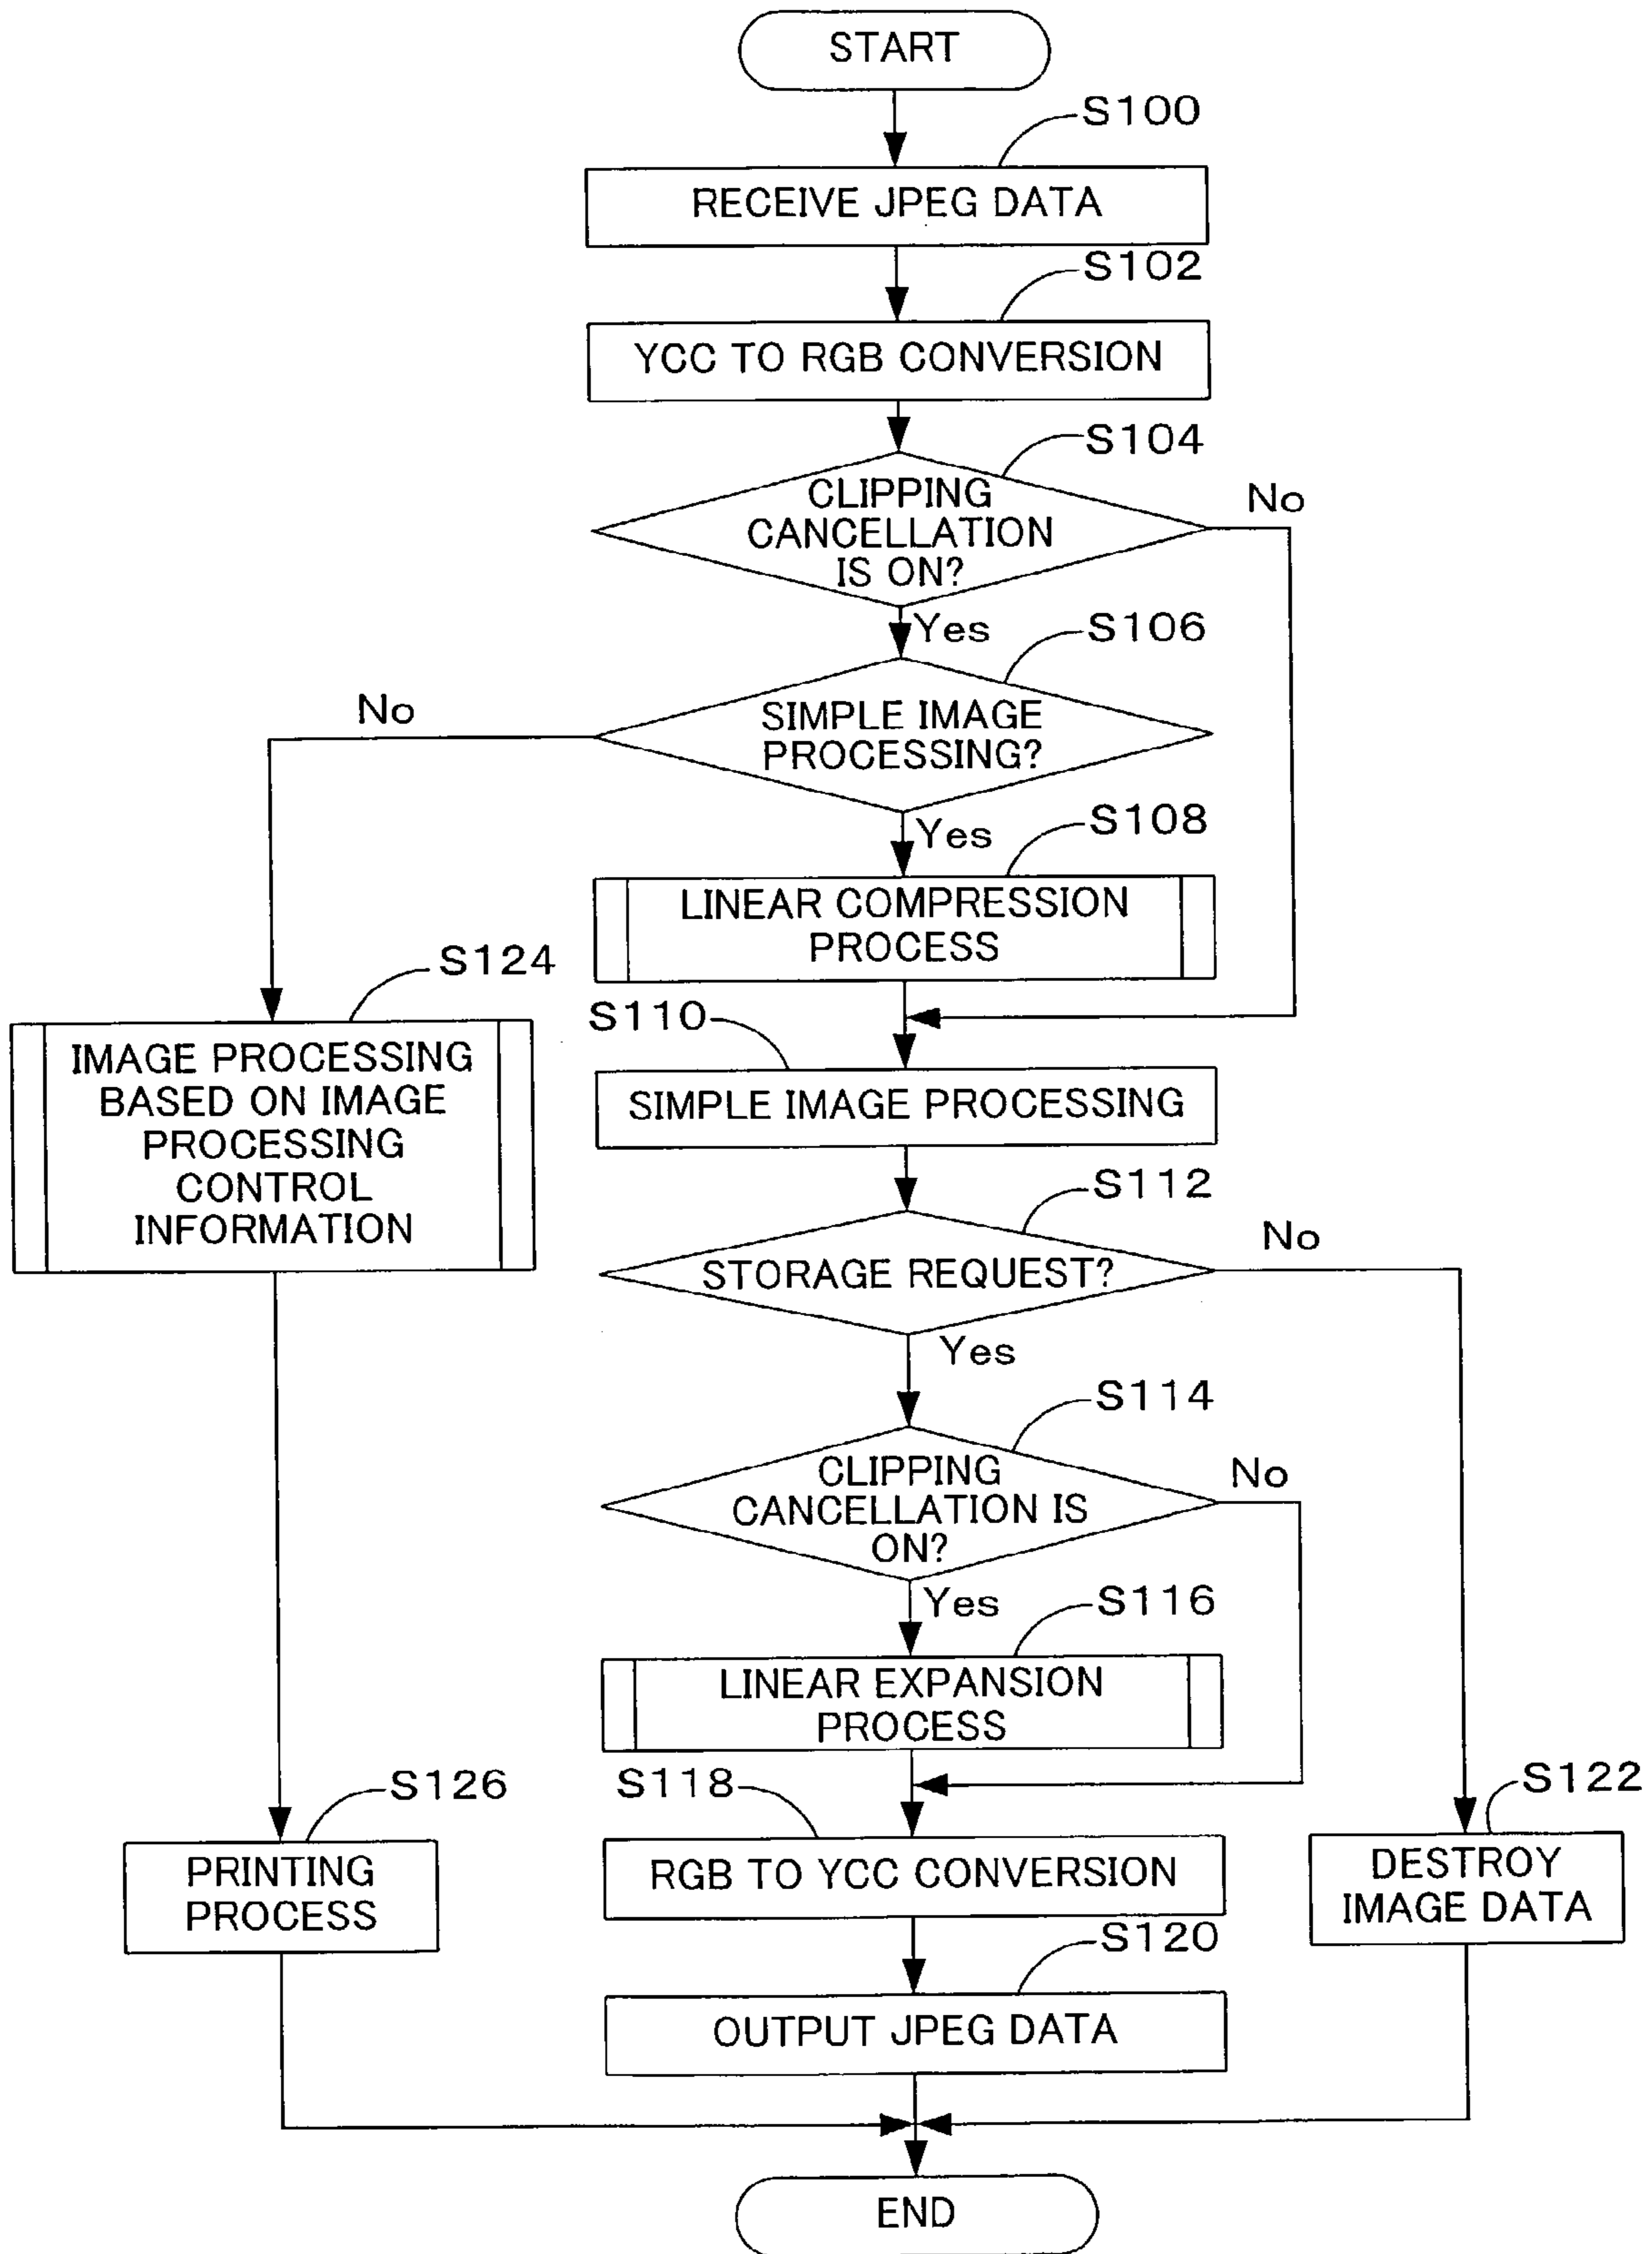 START
S100
RECEIVE JPEG DATA
S102
YCC TO RGB CONVERSION
S104
CLIPPING
CANCELLATION
IS ON?
No
Yes
S106
SIMPLE IMAGE
PROCESSING?
No
Yes
S108
LINEAR COMPRESSION
PROCESS
S124
IMAGE PROCESSING
BASED ON IMAGE
PROCESSING
CONTROL
INFORMATION
S110
SIMPLE IMAGE PROCESSING
S112
STORAGE REQUEST?
No
Yes
S114
CLIPPING
CANCELLATION IS
ON?
No
Yes
S116
LINEAR EXPANSION
PROCESS
S118
RGB TO YCC CONVERSION
S126
PRINTING
PROCESS
S122
DESTROY
IMAGE DATA
S120
OUTPUT JPEG DATA
END